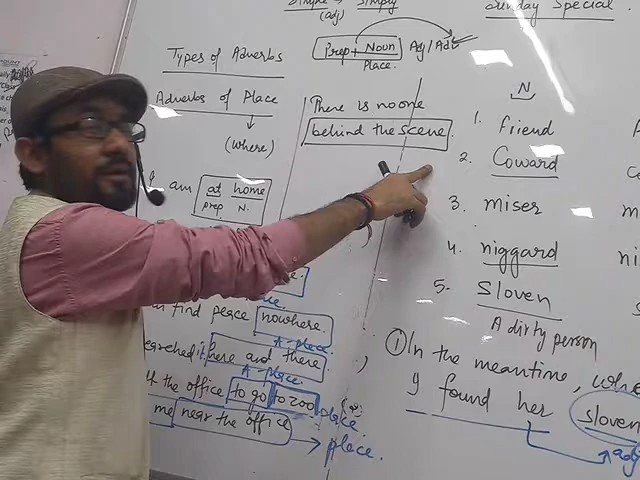 Simple → Simply
(adj)
Sunday Special.
Types of Adverbs
Prep + Noun Adj/Adv
Place.
Adverbs of Place
(where)
There is no one
behind the scene.
N
1. Friend
2. Coward
3. miser
4. niggard
5. Sloven
A dirty person
I am at home
prep N.
find peace nowhere.
A-place.
here and there
A-place.
the office to go to zoo place
me near the office → place.
① In the meantime,
I found her sloven
adj